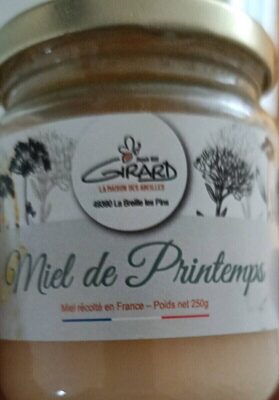 GIRARD
LA MAISON DES ABEILLES
49390 La Breille les Pins
Miel de Printemps
Miel récolté en France – Poids net 250g